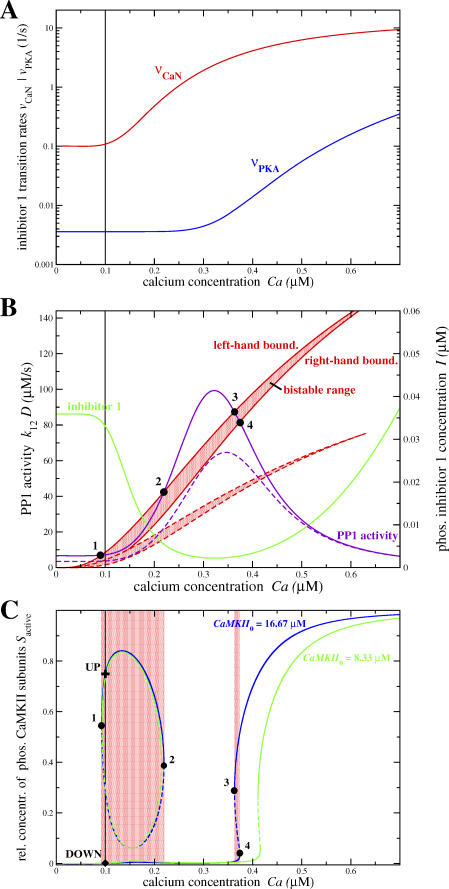 A
inhibitor 1 transition rates νCaN | νPKA (1/s)
10
1
0.1
0.01
0.001
νCaN
νPKA
0 0.1 0.2 0.3 0.4 0.5 0.6
calcium concentration Ca (μM)
B
PP1 activity k12 D (μM/s)
140
120
100
80
60
40
20
0
phos. inhibitor 1 concentration I (μM)
0.06
0.05
0.04
0.03
0.02
0.01
0
left-hand bound.
right-hand bound.
bistable range
inhibitor 1
PP1 activity
1
2
3
4
0 0.1 0.2 0.3 0.4 0.5 0.6
calcium concentration Ca (μM)
C
rel. concentr. of phos. CaMKII subunits Sactive
1
0.8
0.6
0.4
0.2
0
CaMKII0 = 16.67 μM
CaMKII0 = 8.33 μM
UP
DOWN
1
2
3
4
0 0.1 0.2 0.3 0.4 0.5 0.6
calcium concentration Ca (μM)